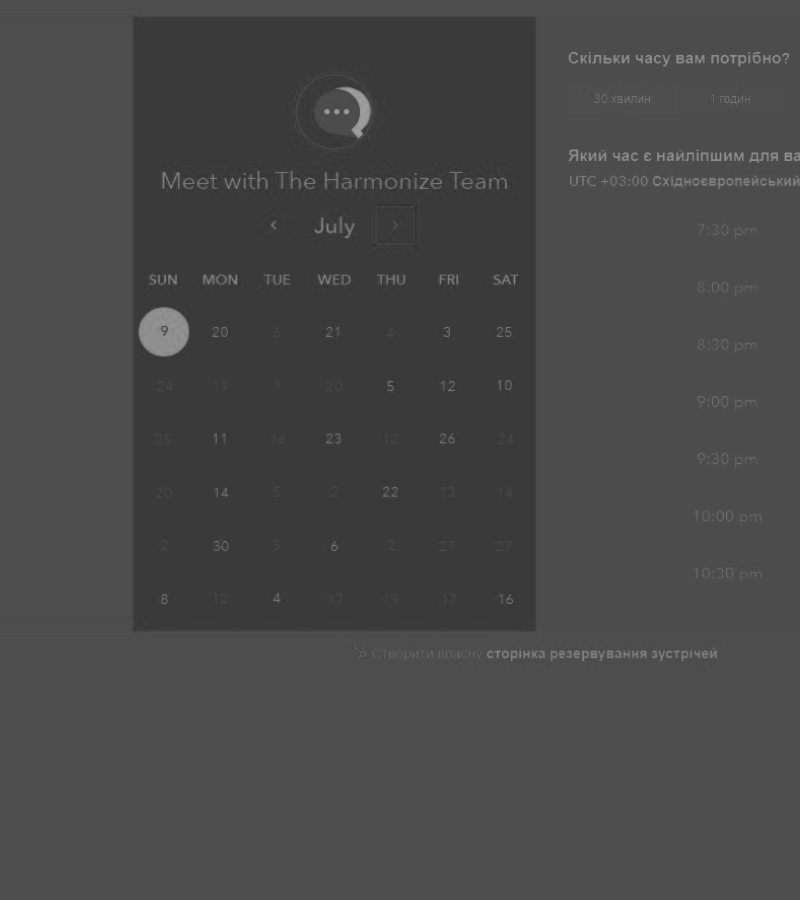 Meet with The Harmonize Team
July
SUN MON TUE WED THU FRI SAT
9 20 6 21 4 3 25
24 19 1 20 5 12 10
25 11 16 23 12 26 24
20 14 5 2 22 13 14
2 30 5 6 2 27 27
8 12 4 17 19 17 16
Скільки часу вам потрібно?
30 хвилин 1 годин
Який час є найліпшим для ва
UTC +03:00 Східноєвропейський
7:30 pm
8:00 pm
8:30 pm
9:00 pm
9:30 pm
10:00 pm
10:30 pm
Створити власну сторінка резервування зустрічей